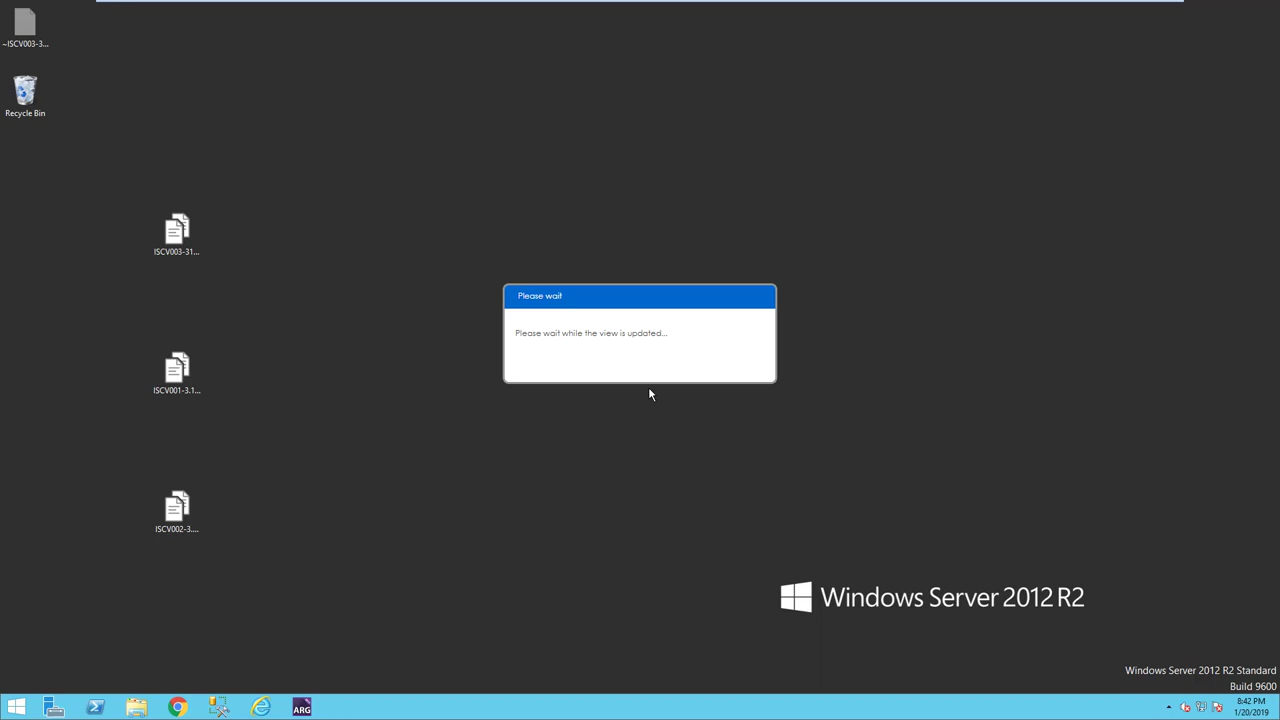 ~ISCV003-3...
Recycle Bin
ISCV003-31...
Please wait
Please wait while the view is updated...
ISCV001-3.1...
ISCV002-3....
Windows Server 2012 R2
Windows Server 2012 R2 Standard
Build 9600
ARG
8:42 PM
1/20/2019